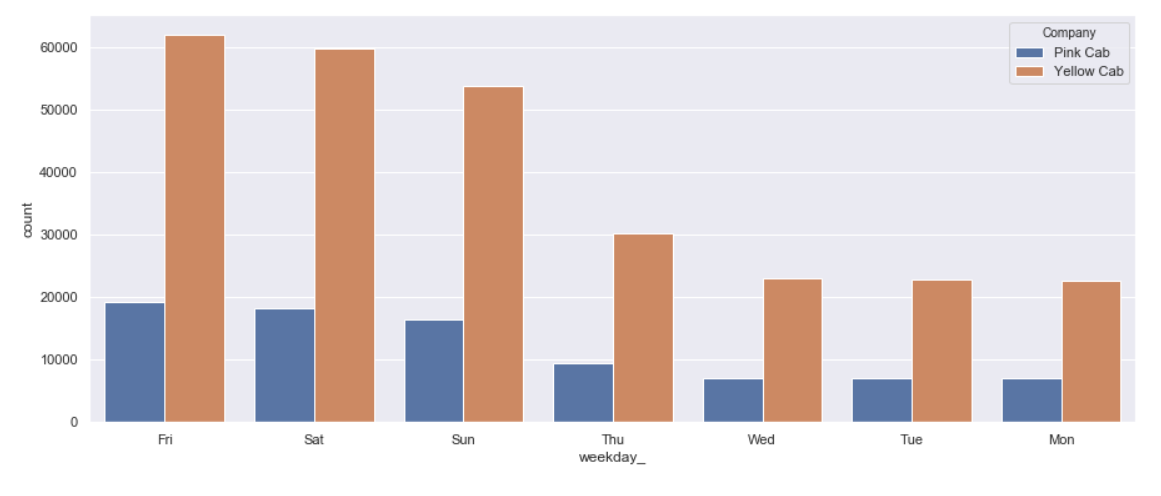 Company
Pink Cab
Yellow Cab
60000
50000
40000
30000
20000
10000
0
count
Fri Sat Sun Thu Wed Tue Mon
weekday_